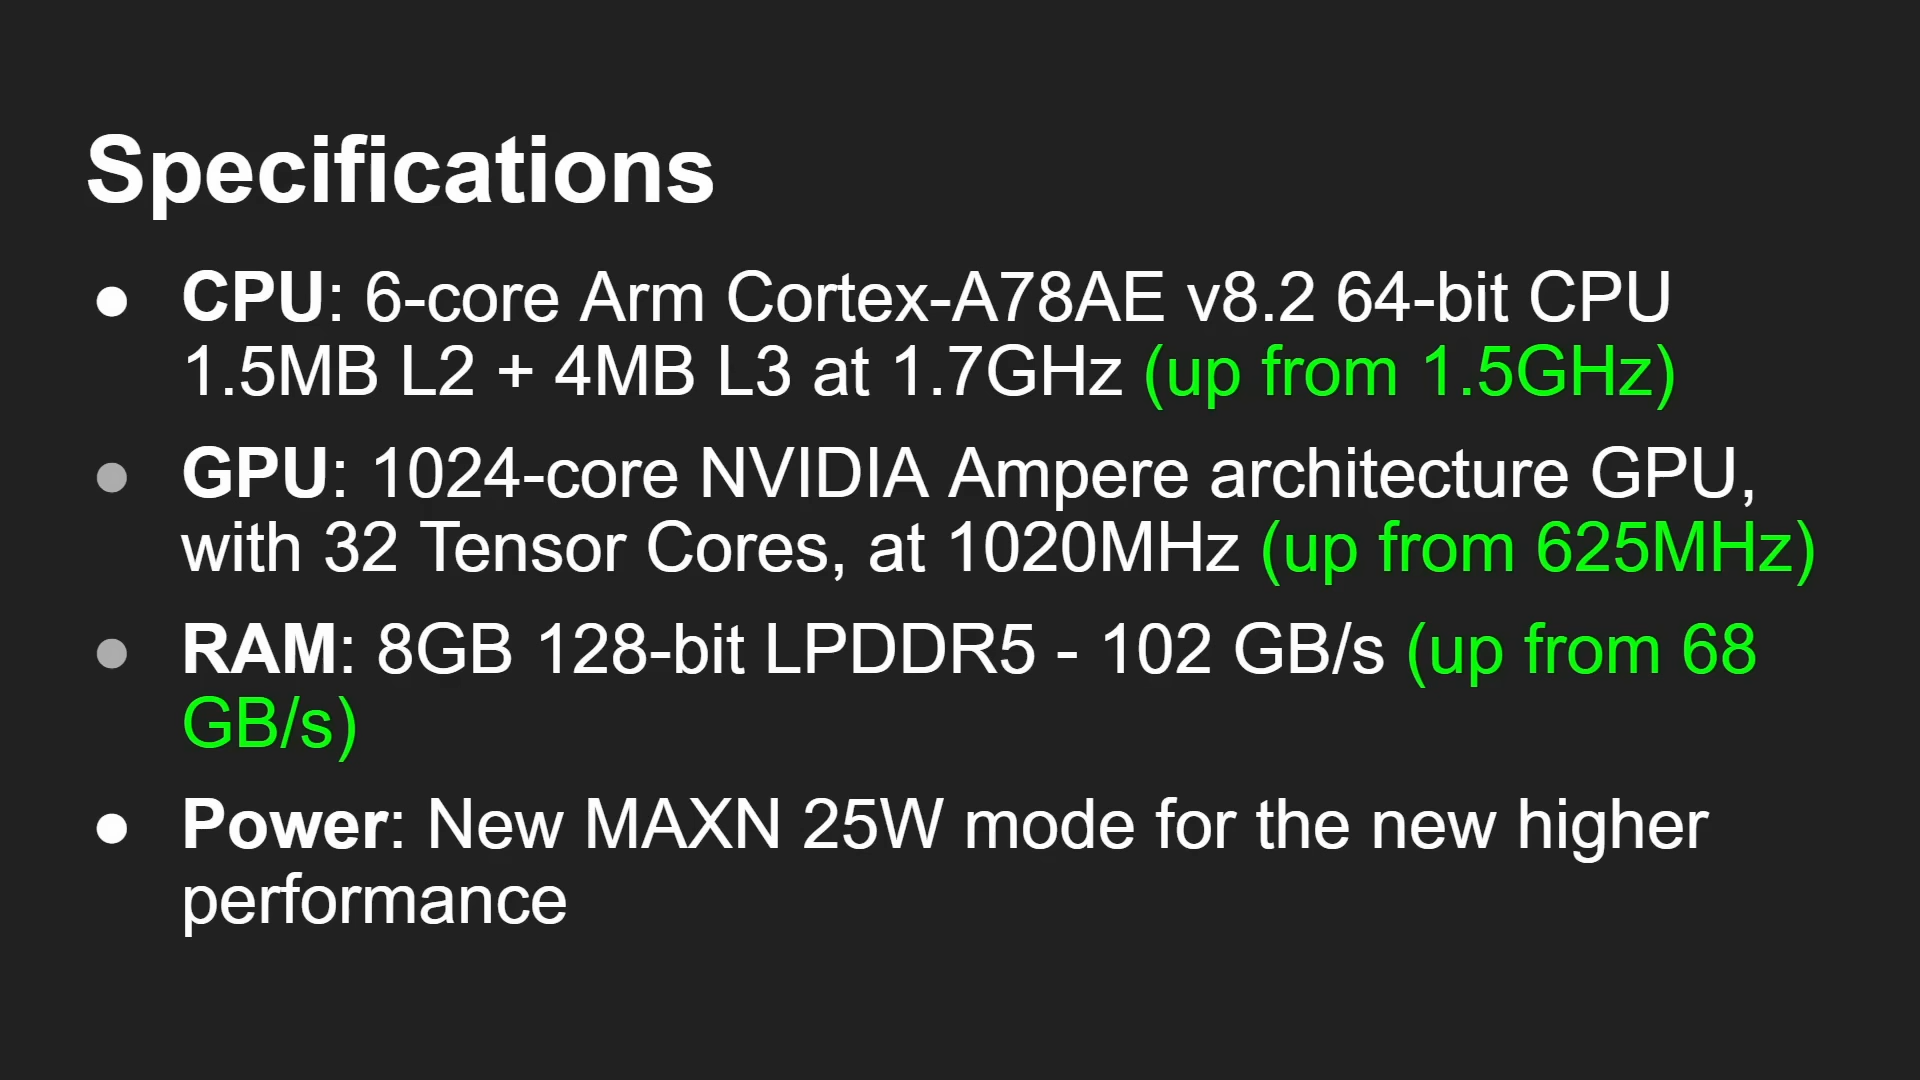 Specifications
● CPU: 6-core Arm Cortex-A78AE v8.2 64-bit CPU
1.5MB L2 + 4MB L3 at 1.7GHz (up from 1.5GHz)
● GPU: 1024-core NVIDIA Ampere architecture GPU,
with 32 Tensor Cores, at 1020MHz (up from 625MHz)
● RAM: 8GB 128-bit LPDDR5 - 102 GB/s (up from 68
GB/s)
● Power: New MAXN 25W mode for the new higher
performance